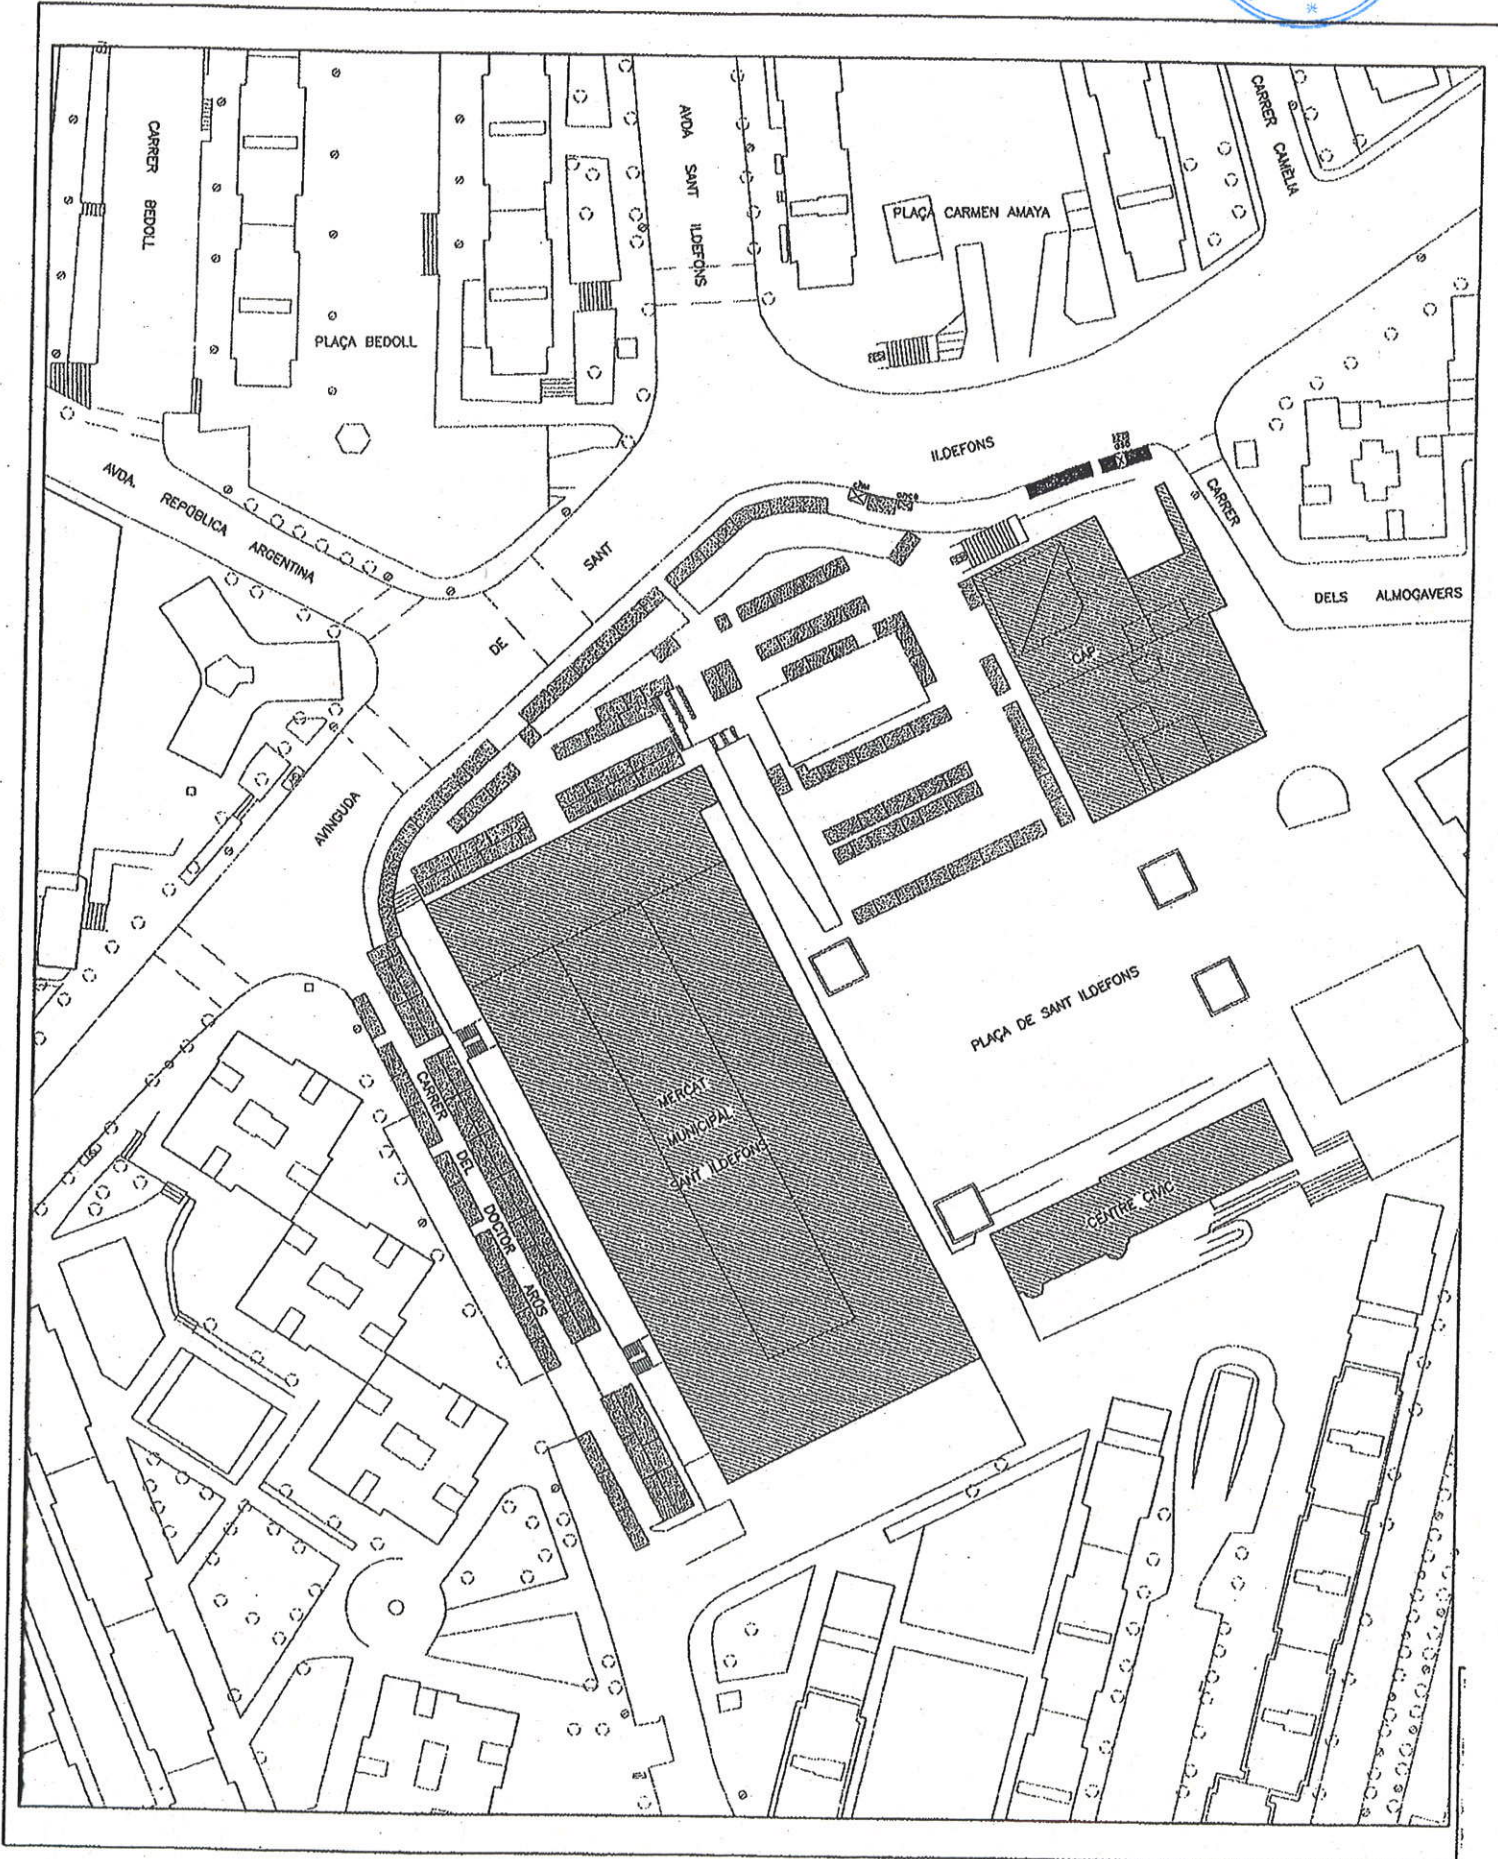 CARRER BEDOLL
AVDA SANT ILDEFONS
CARRER CAMÈLIA
PLAÇA CARMEN AMAYA
PLAÇA BEDOLL
ILDEFONS
AVDA. REPÚBLICA ARGENTINA
SANT
CARRER
DELS ALMOGAVERS
DE
CAP
AVINGUDA
PLAÇA DE SANT ILDEFONS
CARRER DEL DOCTOR ARÚS
MERCAT
MUNICIPAL
SANT ILDEFONS
CENTRE CIVIC